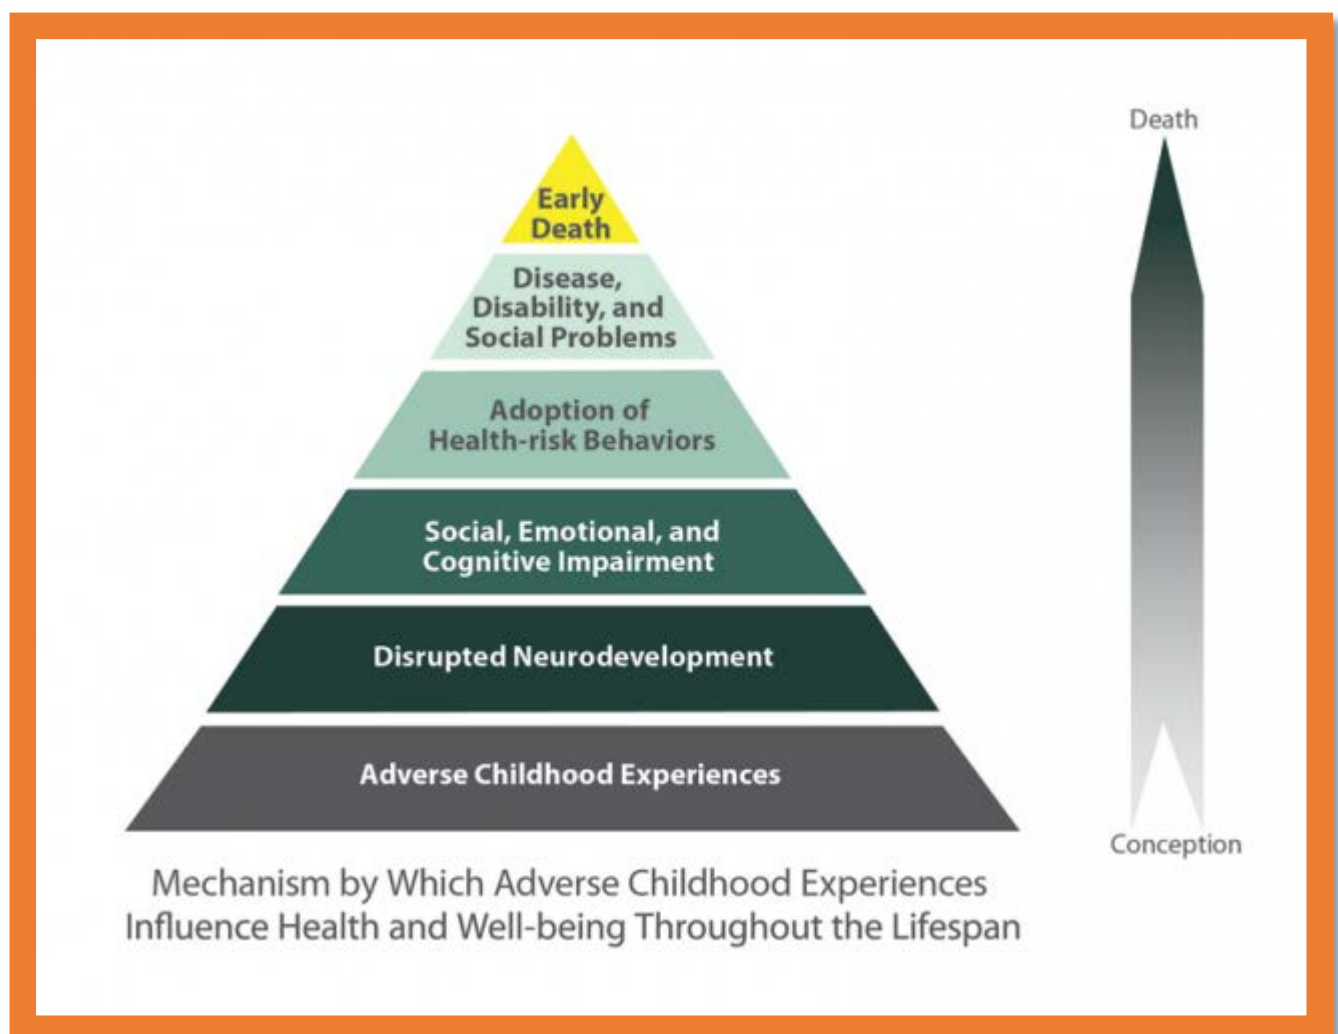 Death
Early
Death
Disease,
Disability, and
Social Problems
Adoption of
Health-risk Behaviors
Social, Emotional, and
Cognitive Impairment
Disrupted Neurodevelopment
Adverse Childhood Experiences
Conception
Mechanism by Which Adverse Childhood Experiences
Influence Health and Well-being Throughout the Lifespan